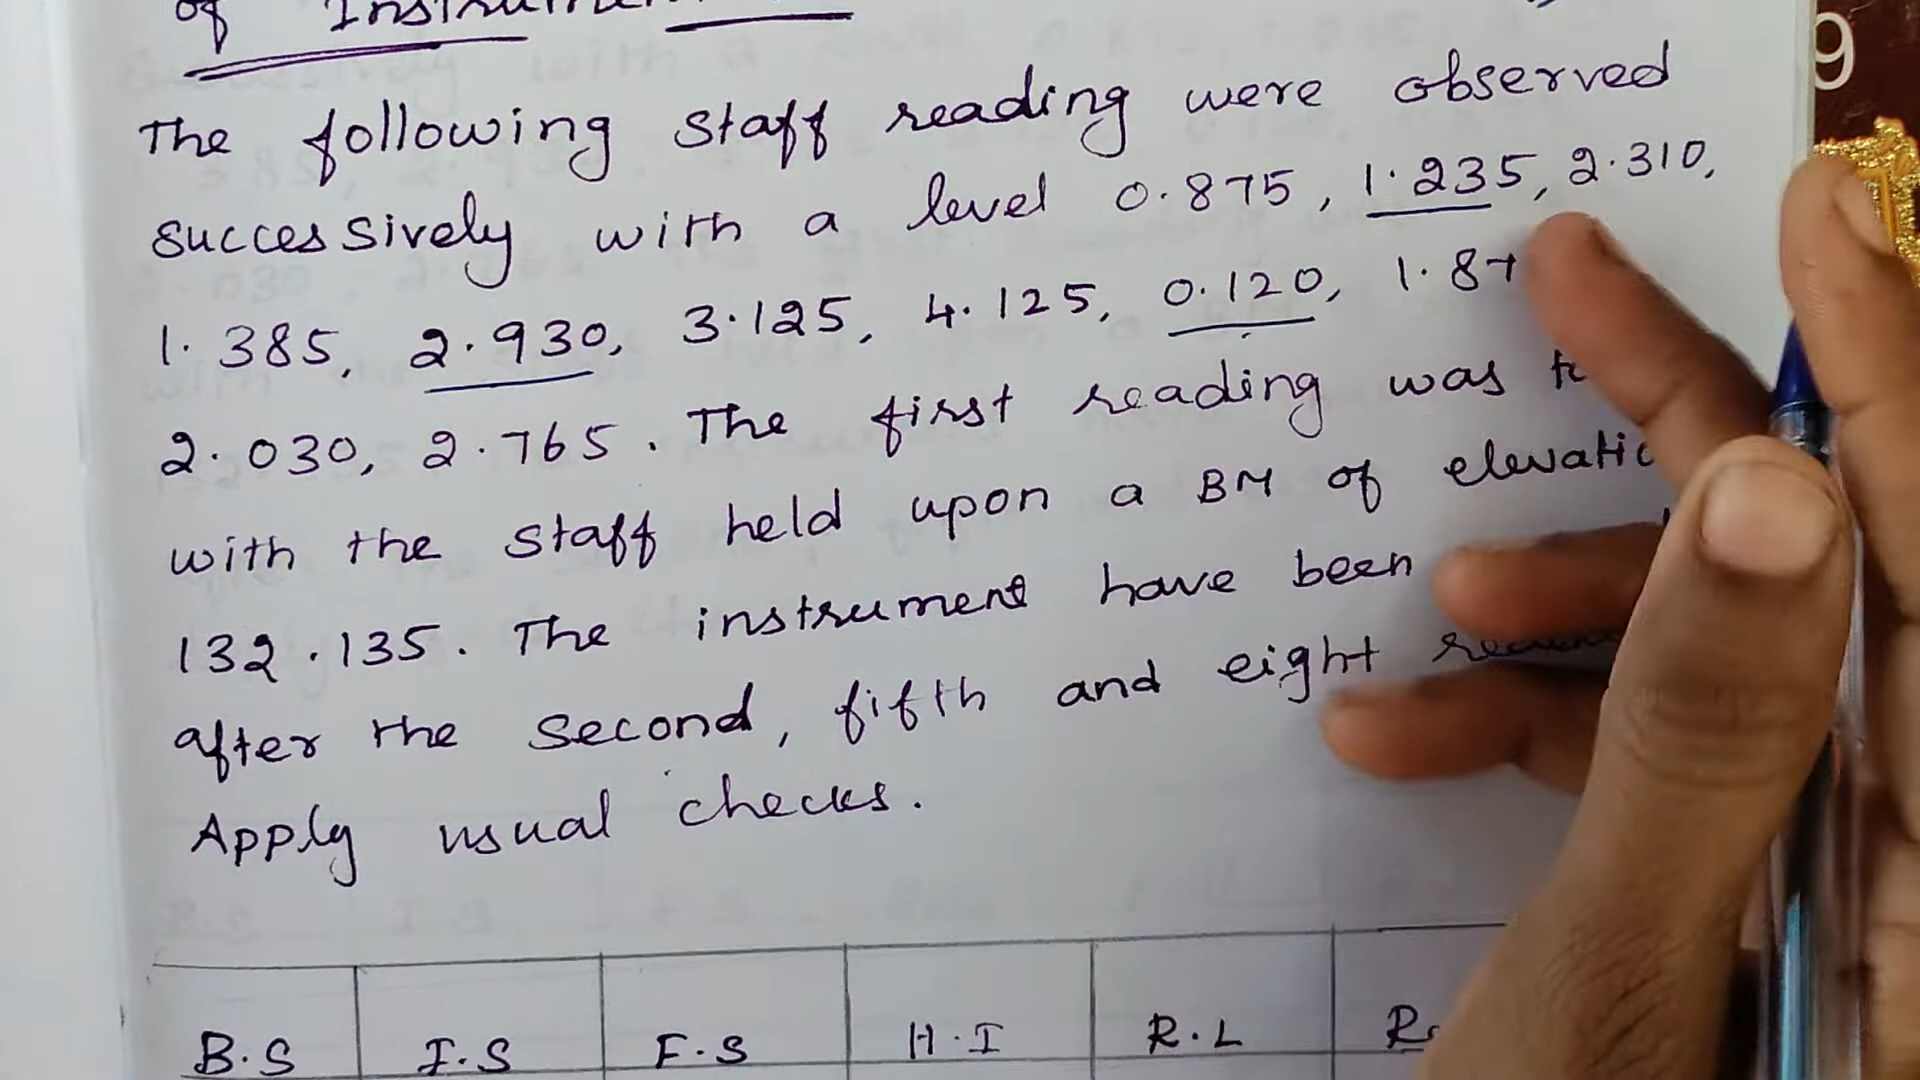 of
The following staff reading were observed
successively with a level 0.875, 1.235, 2.310,
1.385, 2.930, 3.125, 4.125, 0.120, 1.87
2.030, 2.765. The first reading was
with the staff held upon a BM of elevatio
132.135. The instrument have been
after the second, fifth and eight
Apply usual checks.
B.S I.S F.S H.I R.L
9